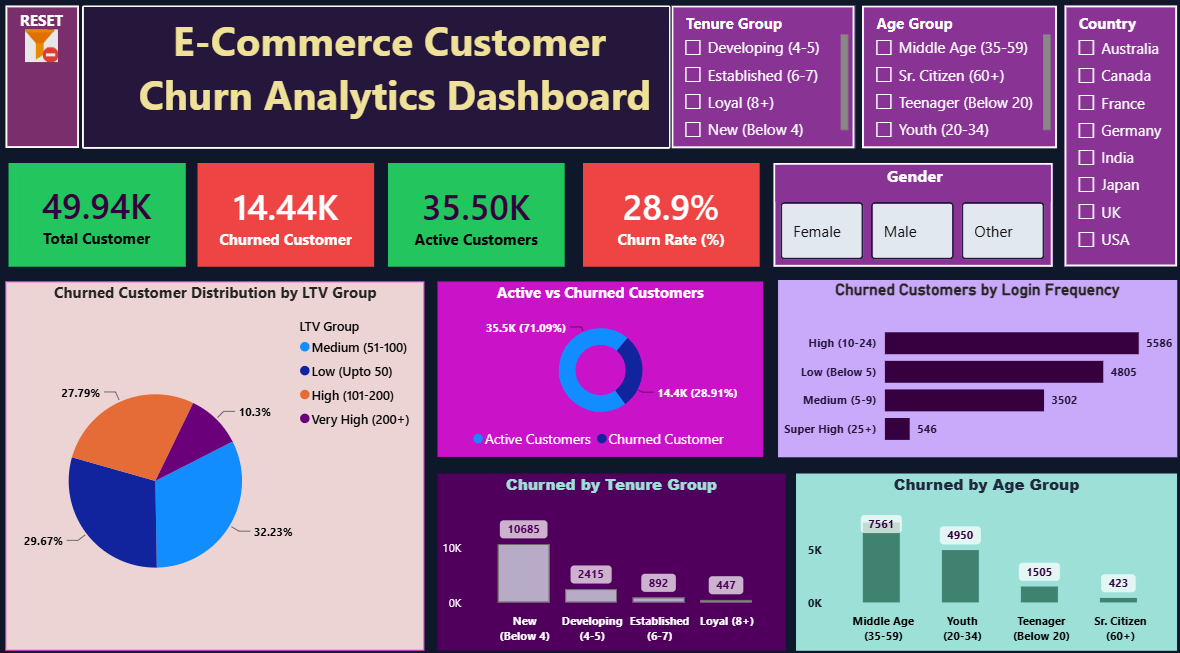 RESET
E-Commerce Customer
Churn Analytics Dashboard
Tenure Group
Developing (4-5)
Established (6-7)
Loyal (8+)
New (Below 4)
Age Group
Middle Age (35-59)
Sr. Citizen (60+)
Teenager (Below 20)
Youth (20-34)
Country
Australia
Canada
France
Germany
India
Japan
UK
USA
49.94K
Total Customer
14.44K
Churned Customer
35.50K
Active Customers
28.9%
Churn Rate (%)
Gender
Female
Male
Other
Churned Customer Distribution by LTV Group
LTV Group
Medium (51-100)
Low (Upto 50)
High (101-200)
Very High (200+)
27.79%
10.3%
29.67%
32.23%
Active vs Churned Customers
35.5K (71.09%)
14.4K (28.91%)
Active Customers
Churned Customer
Churned Customers by Login Frequency
High (10-24)
5586
Low (Below 5)
4805
Medium (5-9)
3502
Super High (25+)
546
Churned by Tenure Group
10K
0K
10685
2415
892
447
New
(Below 4)
Developing
(4-5)
Established
(6-7)
Loyal (8+)
Churned by Age Group
5K
0K
7561
4950
1505
423
Middle Age
(35-59)
Youth
(20-34)
Teenager
(Below 20)
Sr. Citizen
(60+)